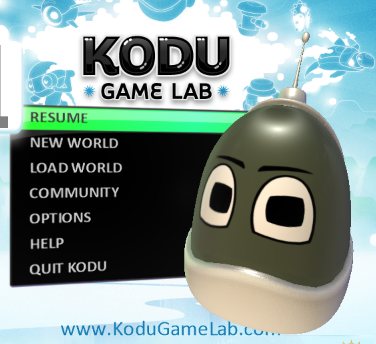 KODU
GAME LAB
RESUME
NEW WORLD
LOAD WORLD
COMMUNITY
OPTIONS
HELP
QUIT KODU
www.KoduGameLab.com